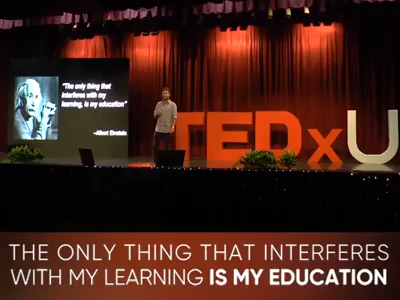 "The only thing that
interferes with my
learning, is my education"
~Albert Einstein
TEDxU
THE ONLY THING THAT INTERFERES
WITH MY LEARNING IS MY EDUCATION